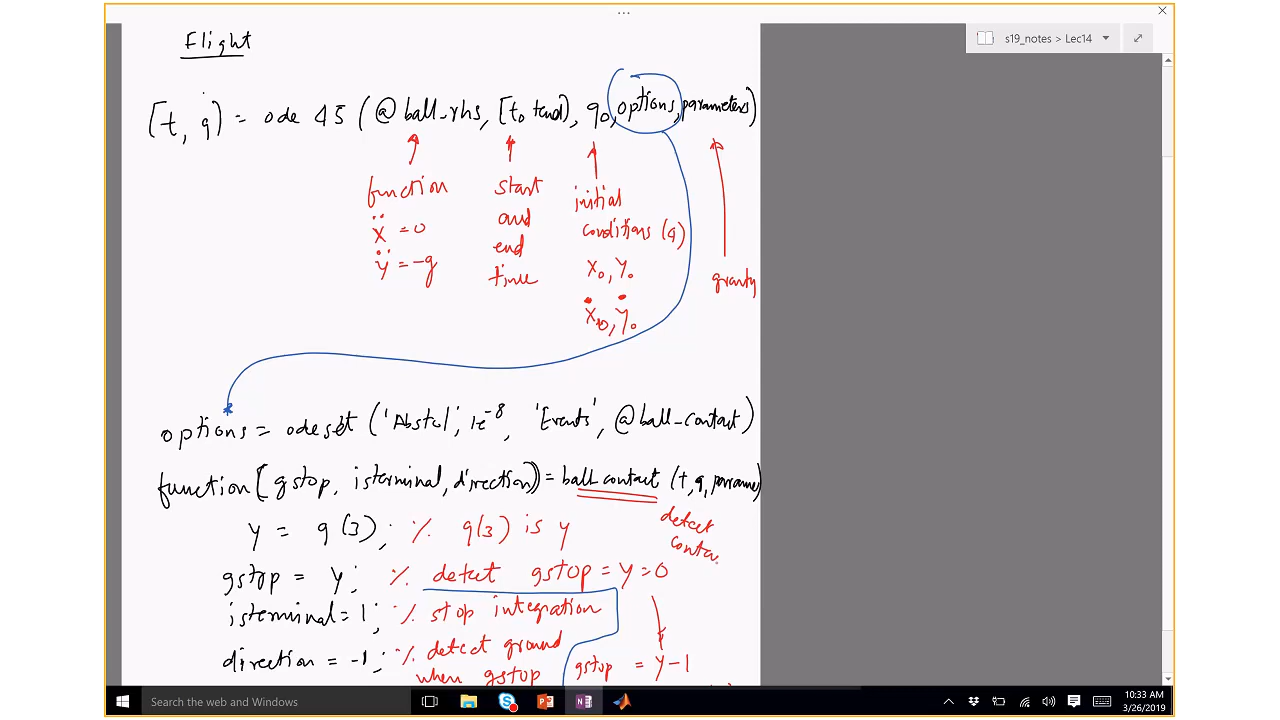 s19_notes > Lec14
Flight
[t, q) = ode 45 (@ball_rhs, [t0 tend), q0, options, parameters)
function
ẍ = 0
ÿ = -g
start
and
end
time
initial
conditions (q)
x0, y0
ẋ0, ẏ0
gravity
options = odeset ('Abstol', 1e-8, 'Events', @ball_contact)
function [gstop, isterminal, direction)] = ball contact (t, q,
detect
y = q(3); % q(3) is y
gstop = y; % detect gstop = y = 0
isterminal = 1; % stop integration
direction = -1; % detect ground
when gstop
gstop = y-1
Search the web and Windows
10:33 AM
3/26/2019